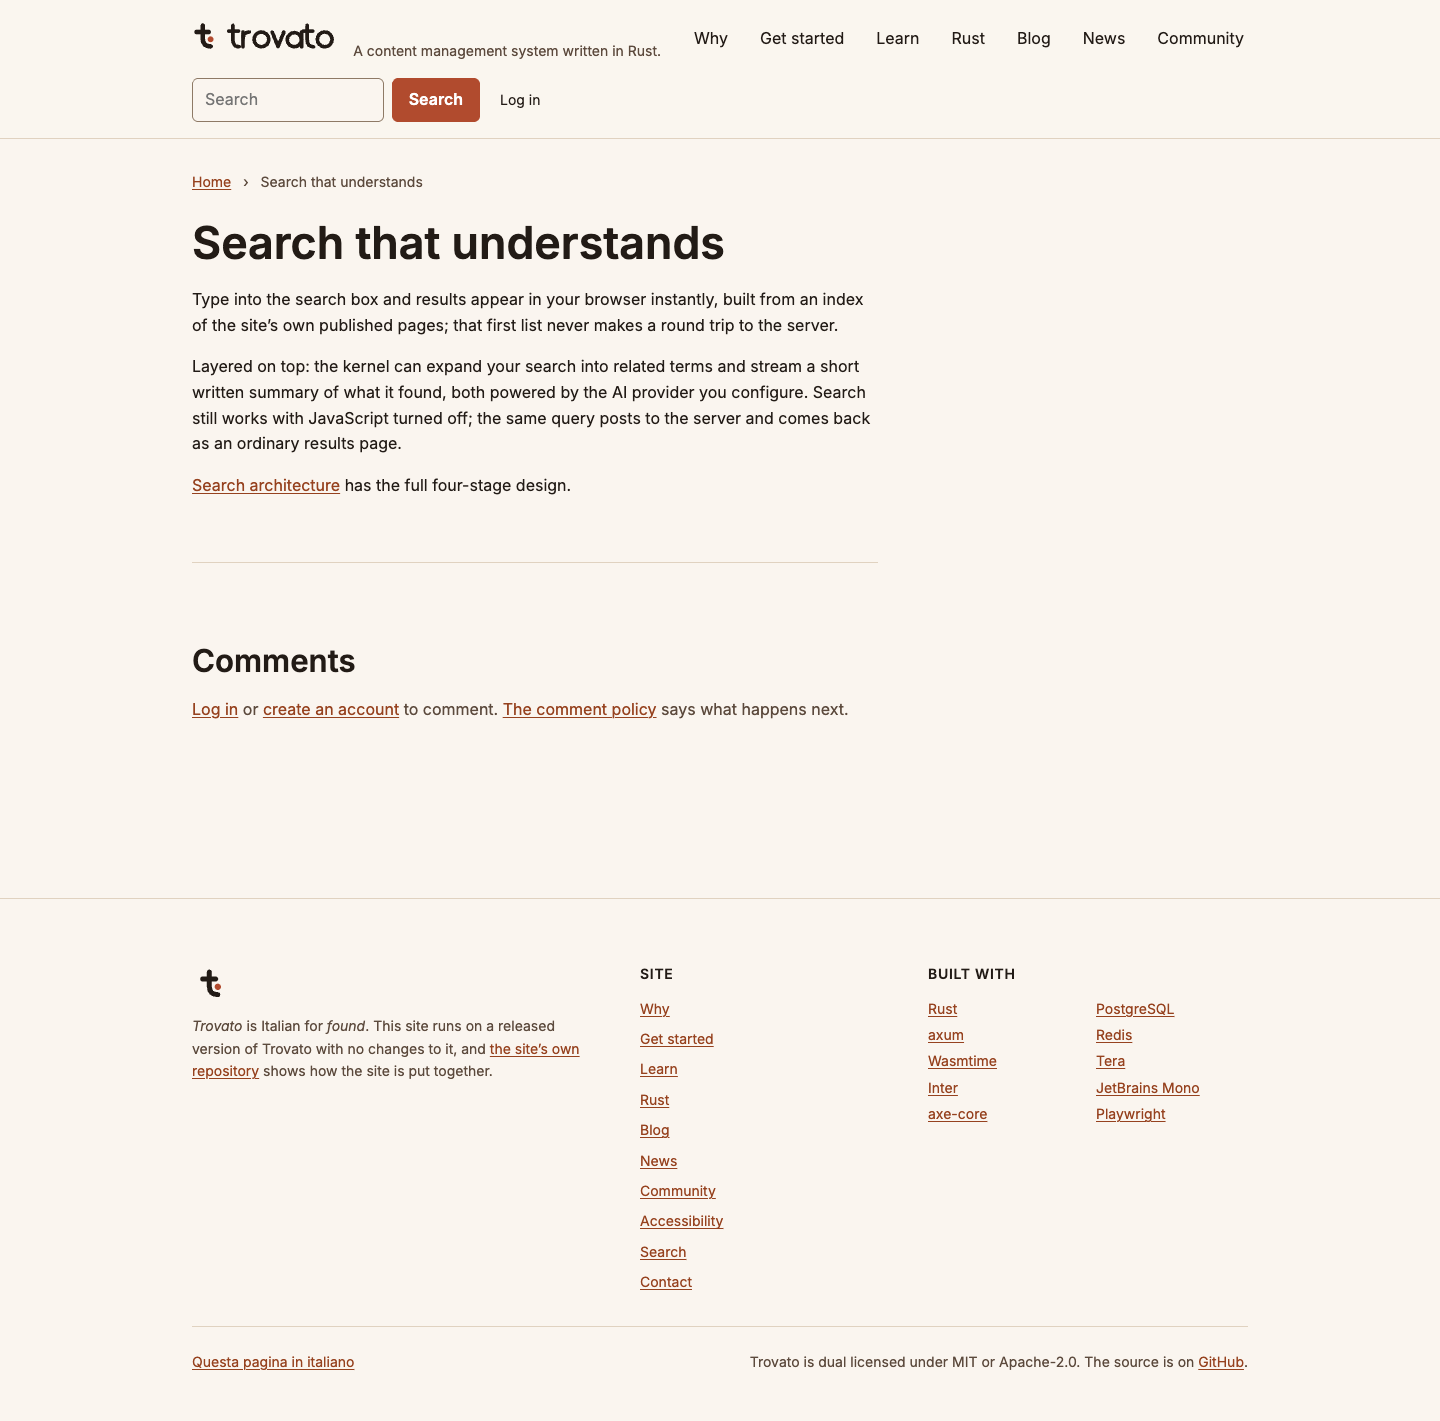 trovato
A content management system written in Rust.
Why
Get started
Learn
Rust
Blog
News
Community
Search
Search
Log in
Home › Search that understands
Search that understands
Type into the search box and results appear in your browser instantly, built from an index
of the site’s own published pages; that first list never makes a round trip to the server.
Layered on top: the kernel can expand your search into related terms and stream a short
written summary of what it found, both powered by the AI provider you configure. Search
still works with JavaScript turned off; the same query posts to the server and comes back
as an ordinary results page.
Search architecture has the full four-stage design.
Comments
Log in or create an account to comment. The comment policy says what happens next.
t
Trovato is Italian for found. This site runs on a released
version of Trovato with no changes to it, and the site’s own
repository shows how the site is put together.
SITE
Why
Get started
Learn
Rust
Blog
News
Community
Accessibility
Search
Contact
BUILT WITH
Rust
axum
Wasmtime
Inter
axe-core
PostgreSQL
Redis
Tera
JetBrains Mono
Playwright
Questa pagina in italiano
Trovato is dual licensed under MIT or Apache-2.0. The source is on GitHub.